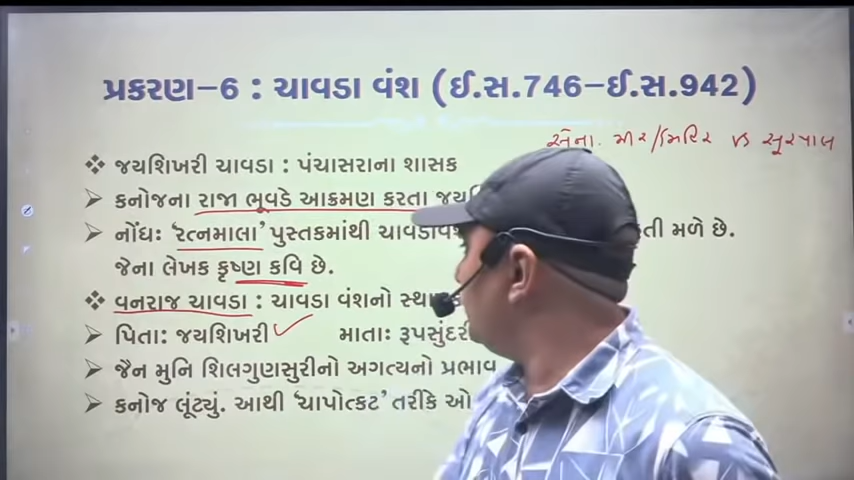 પ્રકરણ-6 : ચાવડા વંશ (ઈ.સ.746-ઈ.સ.942)
vs
❖ જયશિખરી ચાવડા : પંચાસરાના શાસક
➢ કનોજના રાજા ભૂવડે આક્રમણ કરતા
➢ નોંધઃ 'રત્નમાલા' પુસ્તકમાંથી મળે છે.
જેના લેખક કૃષ્ણ કવિ છે.
❖ વનરાજ ચાવડા : ચાવડા વંશનો
➢ પિતાઃ જયશિખરી માતાઃ રૂપસુંદરી
➢ જૈન મુનિ શિલગુણસુરીનો અગત્યનો પ્રભાવ
➢ કનોજ લૂંટ્યું. આથી 'ચાપોત્કટ' તરીકે